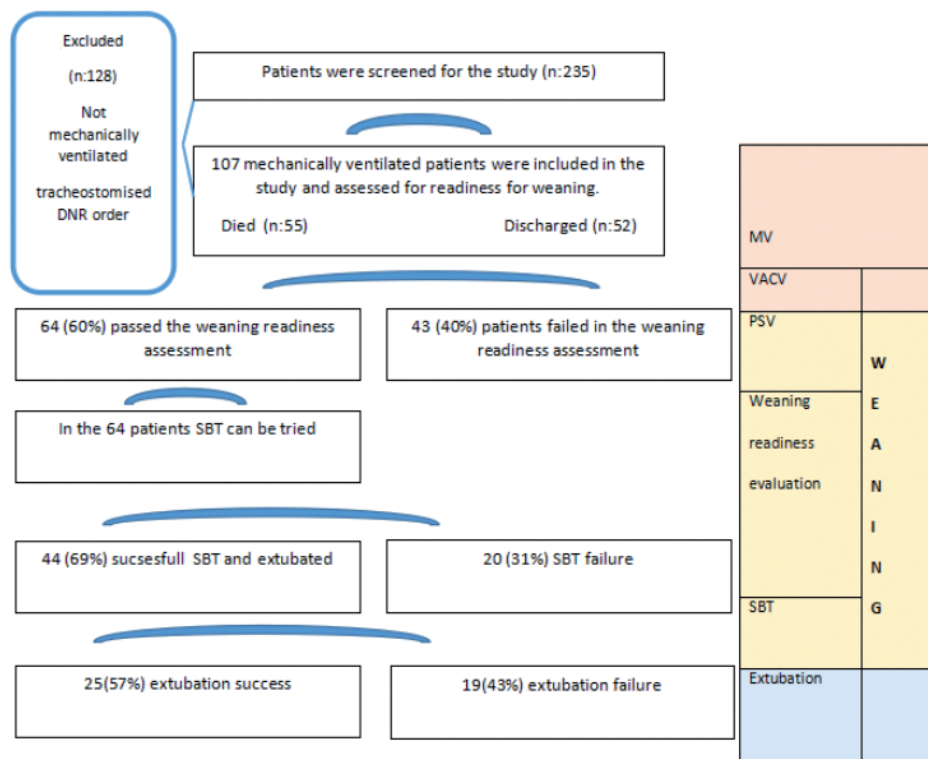 Excluded
(n:128)
Not
mechanically
ventilated
tracheostomised
DNR order
Patients were screened for the study (n:235)
107 mechanically ventilated patients were included in the
study and assessed for readiness for weaning.
Died (n:55) Discharged (n:52)
64 (60%) passed the weaning readiness
assessment
43 (40%) patients failed in the weaning
readiness assessment
In the 64 patients SBT can be tried
44 (69%) sucsesfull SBT and extubated
20 (31%) SBT failure
25(57%) extubation success
19(43%) extubation failure
MV
VACV
PSV
Weaning
readiness
evaluation
SBT
Extubation
W
E
A
N
I
N
G